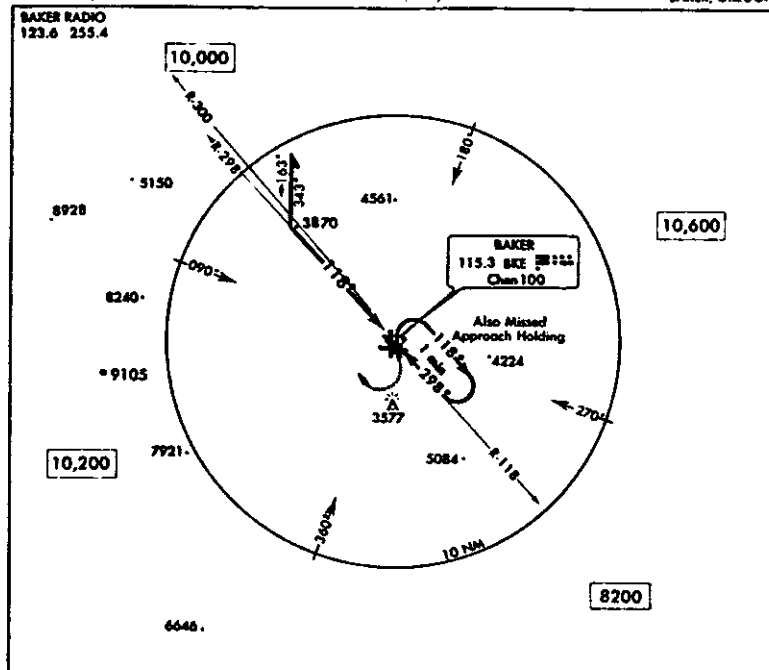 BAKER RADIO
123.6 255.4
10,000
R-300
R-298
180°
163°
343°
5150
4561
8928
3870
10,600
BAKER
115.3 BKE
Chan 100
090°
118°
8240
Also Missed
Approach Holding
118°
1 min
4224
298°
9105
3577
270°
7921
5084
R-118
10,200
360°
10 NM
8200
6646